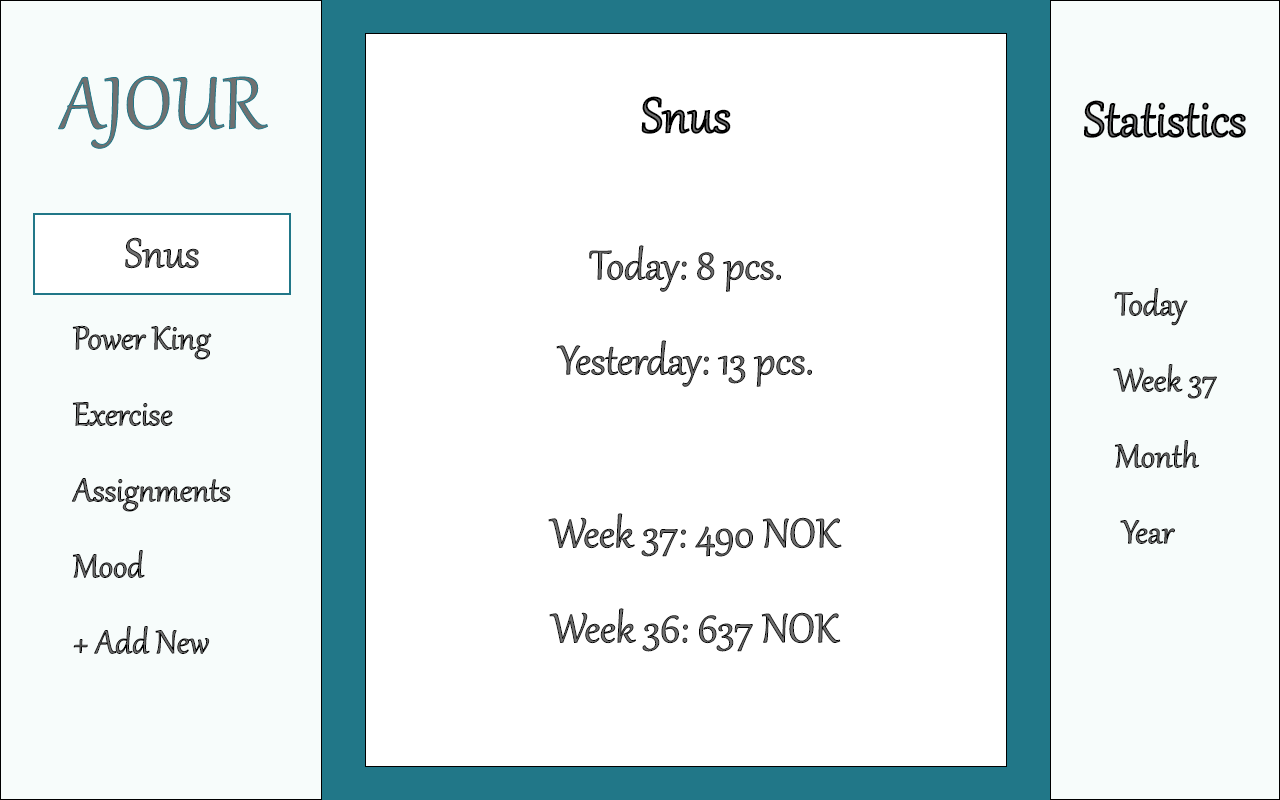 AJOUR
Snus
Power King
Exercise
Assignments
Mood
+ Add New
Snus
Today: 8 pcs.
Yesterday: 13 pcs.
Week 37: 490 NOK
Week 36: 637 NOK
Statistics
Today
Week 37
Month
Year